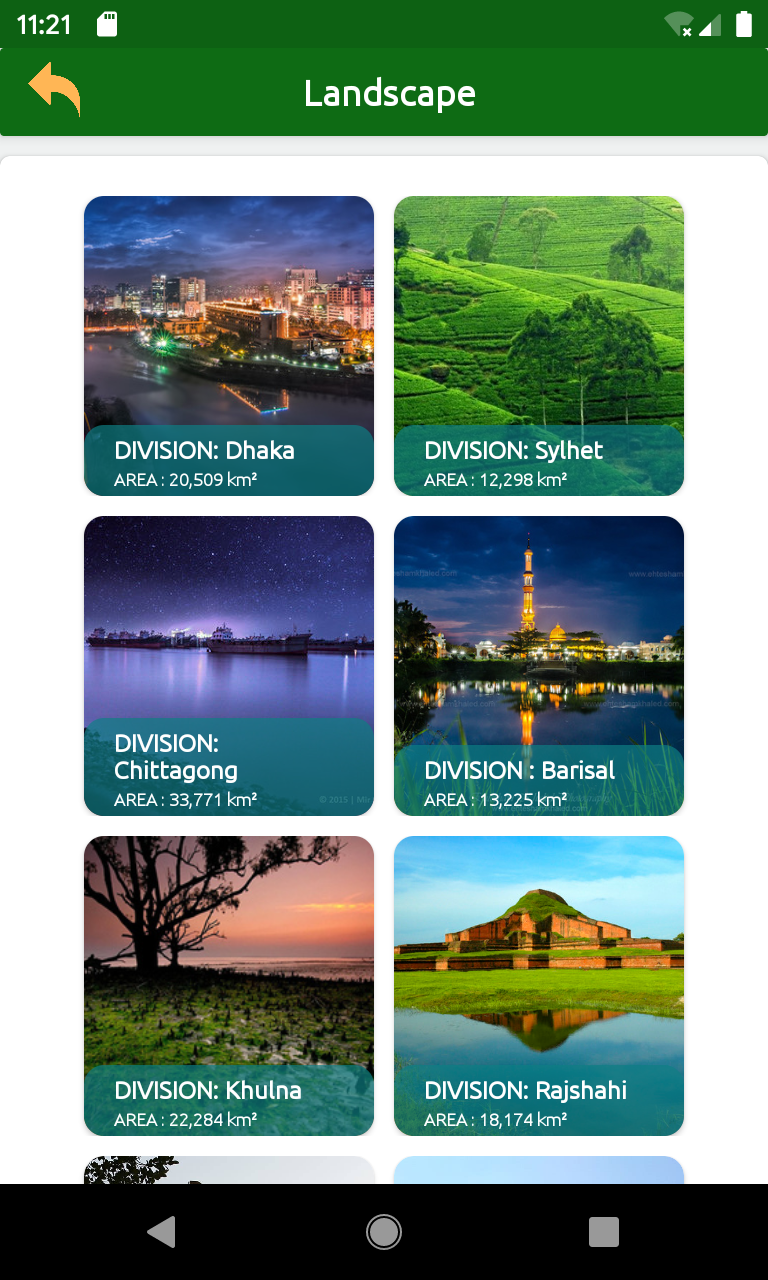 11:21
Landscape
DIVISION: Dhaka
AREA : 20,509 km²
DIVISION: Sylhet
AREA : 12,298 km²
DIVISION:
Chittagong
AREA : 33,771 km²
© 2015 |
DIVISION : Barisal
AREA : 13,225 km²
DIVISION: Khulna
AREA : 22,284 km²
DIVISION: Rajshahi
AREA : 18,174 km²